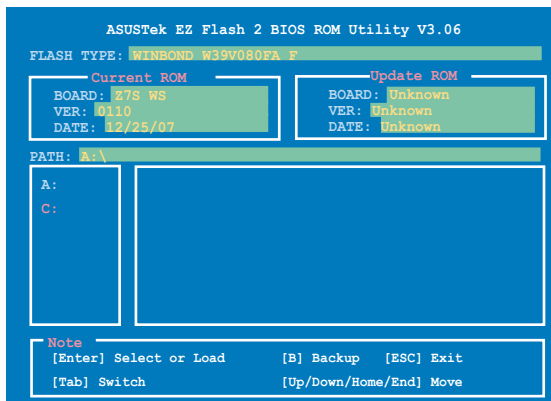 ASUSTek EZ Flash 2 BIOS ROM Utility V3.06
FLASH TYPE: WINBOND W39V080FA F
Current ROM
BOARD: Z7S WS
VER: 0110
DATE: 12/25/07
Update ROM
BOARD: Unknown
VER: Unknown
DATE: Unknown
PATH: A:\
A:
C:
Note
[Enter] Select or Load [B] Backup [ESC] Exit
[Tab] Switch [Up/Down/Home/End] Move